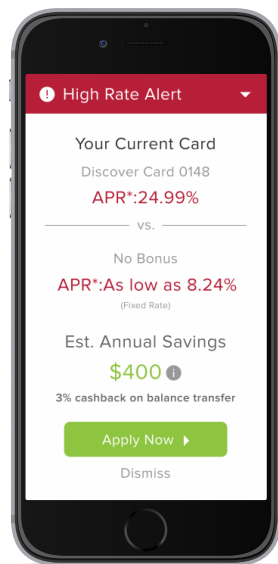 High Rate Alert
Your Current Card
Discover Card 0148
APR*:24.99%
vs.
No Bonus
APR*:As low as 8.24%
(Fixed Rate)
Est. Annual Savings
$400
3% cashback on balance transfer
Apply Now
Dismiss